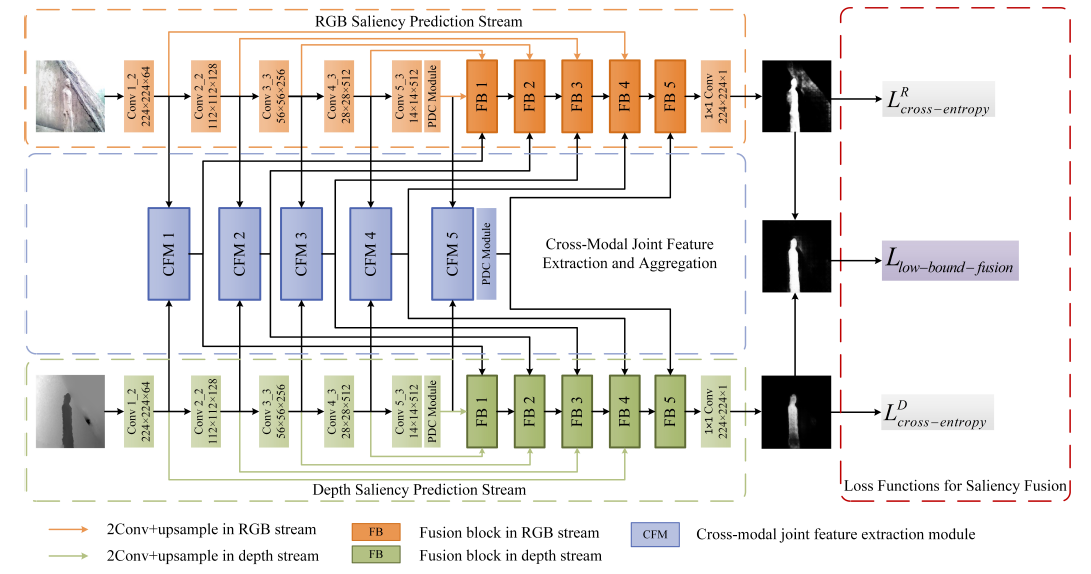 RGB Saliency Prediction Stream
Conv 1_2
224×224×64
Conv 2_2
112×112×128
Conv 3_3
56×56×256
Conv 4_3
28×28×512
Conv 5_3
14×14×512
PDC Module
FB 1
FB 2
FB 3
FB 4
FB 5
1×1 Conv
224×224×1
L^R_{cross−entropy}
CFM 1
CFM 2
CFM 3
CFM 4
CFM 5
PDC Module
Cross-Modal Joint Feature
Extraction and Aggregation
L_{low−bound−fusion}
Conv 1_2
224×224×64
Conv 2_2
112×112×128
Conv 3_3
56×56×256
Conv 4_3
28×28×512
Conv 5_3
14×14×512
PDC Module
FB 1
FB 2
FB 3
FB 4
FB 5
1×1 Conv
224×224×1
L^D_{cross−entropy}
Depth Saliency Prediction Stream
Loss Functions for Saliency Fusion
2Conv+upsample in RGB stream
FB
Fusion block in RGB stream
CFM
Cross-modal joint feature extraction module
2Conv+upsample in depth stream
FB
Fusion block in depth stream